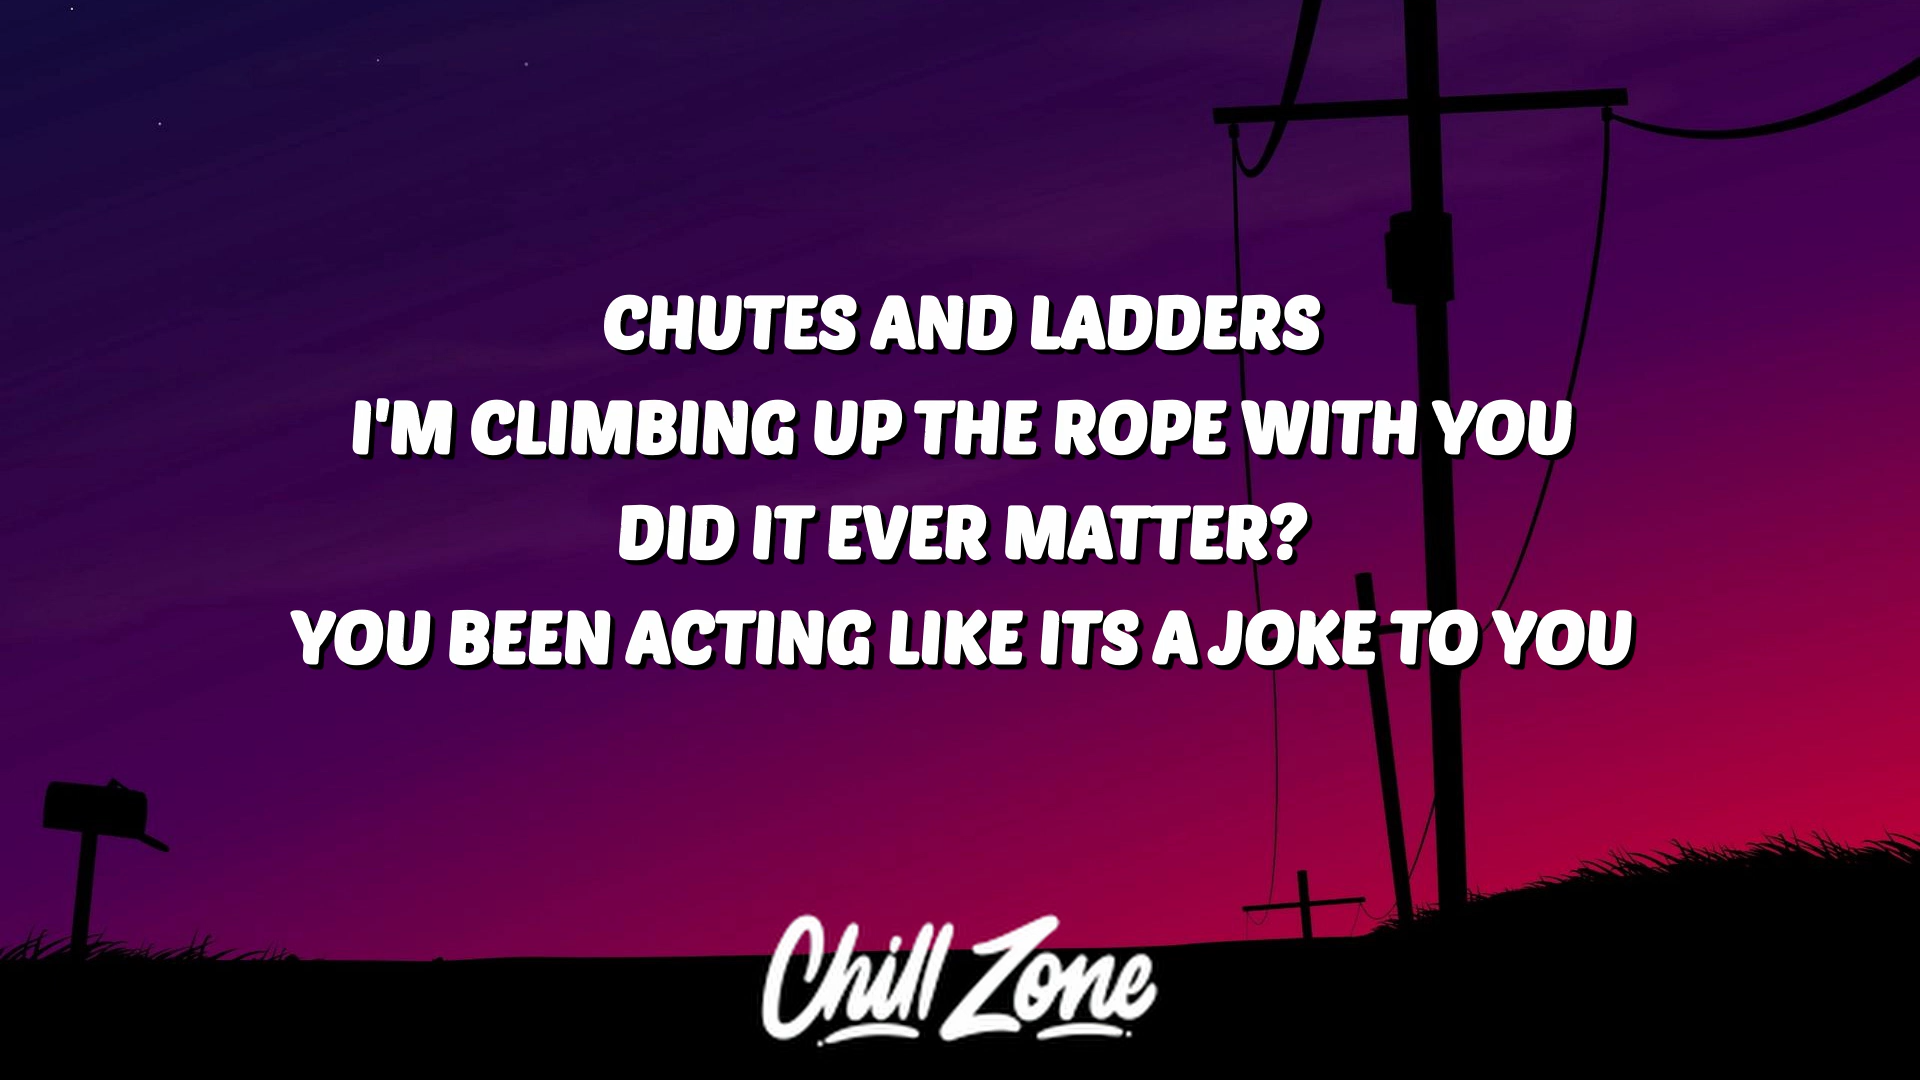 CHUTES AND LADDERS
I'M CLIMBING UP THE ROPE WITH YOU
DID IT EVER MATTER?
YOU BEEN ACTING LIKE ITS A JOKE TO YOU
Chill Zone